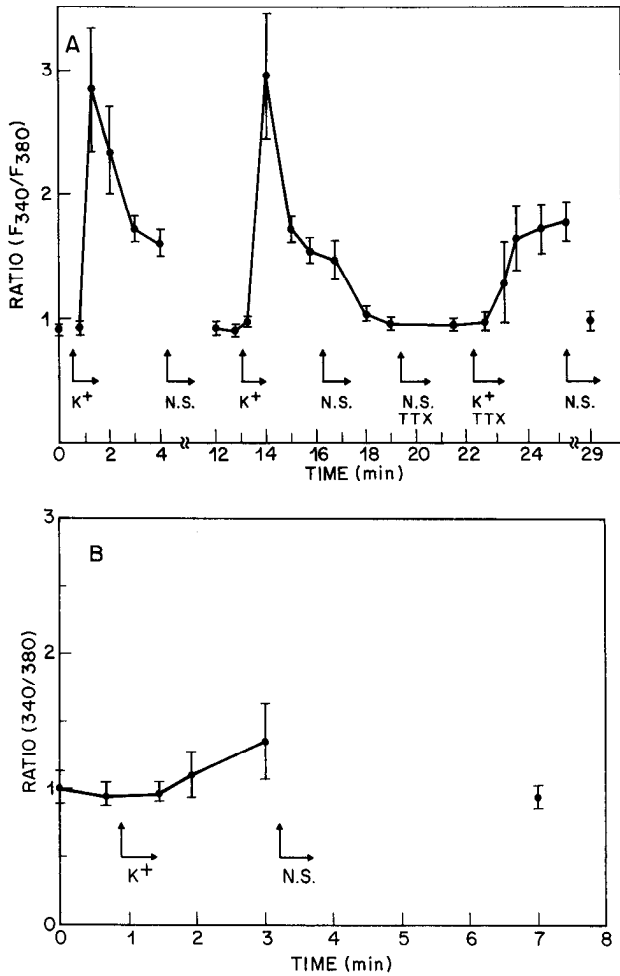 A
RATIO (F340/F380)
3
2
1
K+
N.S.
K+
N.S.
N.S.
TTX
K+
TTX
N.S.
0 2 4 12 14 16 18 20 22 24 29
TIME (min)
B
RATIO (340/380)
3
2
1
0
K+
N.S.
0 1 2 3 4 5 6 7 8
TIME (min)